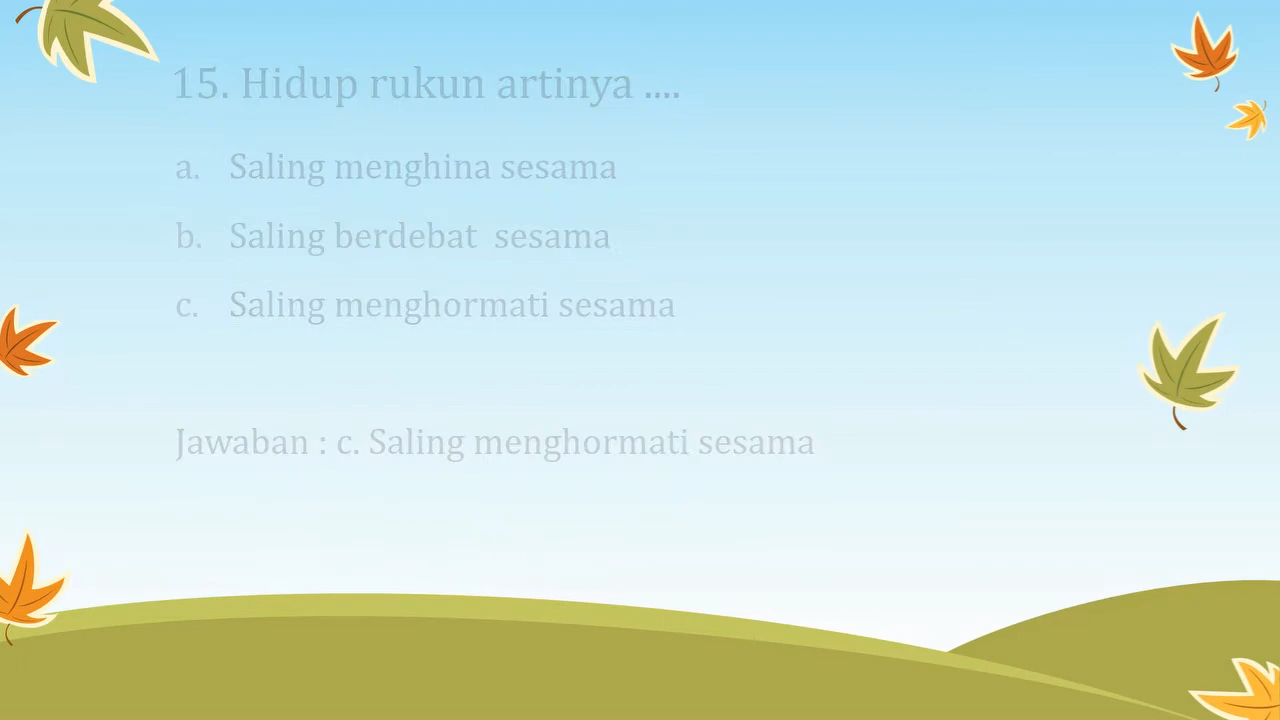 15. Hidup rukun artinya ....
a. Saling menghina sesama
b. Saling berdebat  sesama
c. Saling menghormati sesama
Jawaban : c. Saling menghormati sesama